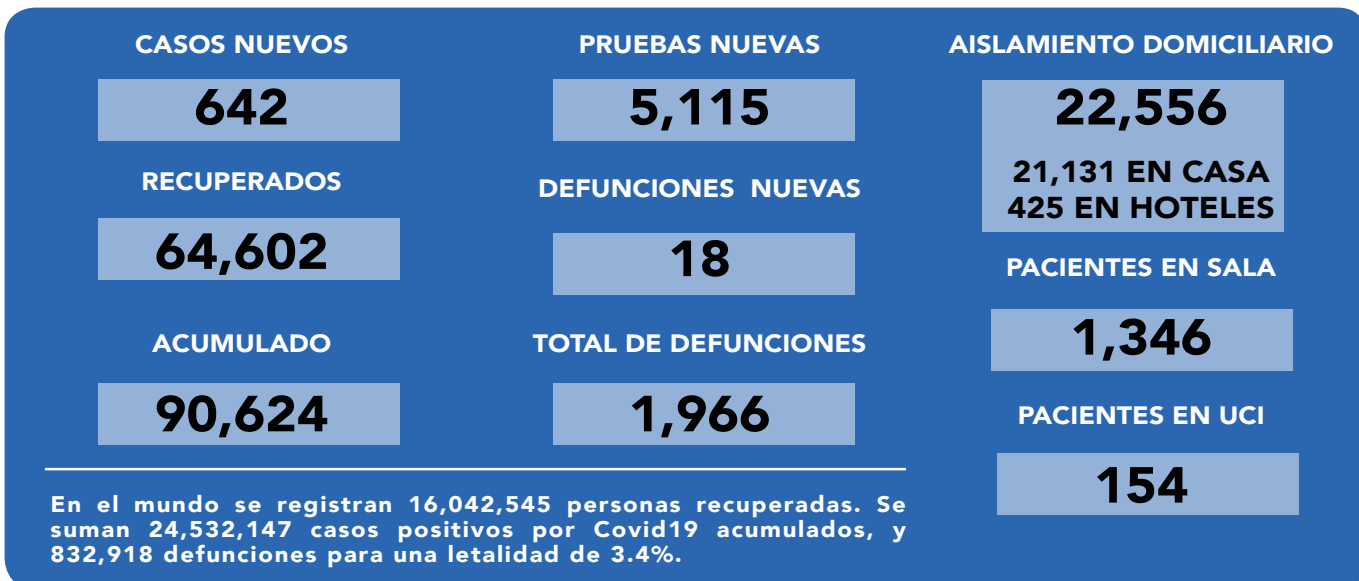 CASOS NUEVOS
642
RECUPERADOS
64,602
ACUMULADO
90,624
PRUEBAS NUEVAS
5,115
DEFUNCIONES NUEVAS
18
TOTAL DE DEFUNCIONES
1,966
AISLAMIENTO DOMICILIARIO
22,556
21,131 EN CASA
425 EN HOTELES
PACIENTES EN SALA
1,346
PACIENTES EN UCI
154
En el mundo se registran 16,042,545 personas recuperadas. Se
suman 24,532,147 casos positivos por Covid19 acumulados, y
832,918 defunciones para una letalidad de 3.4%.